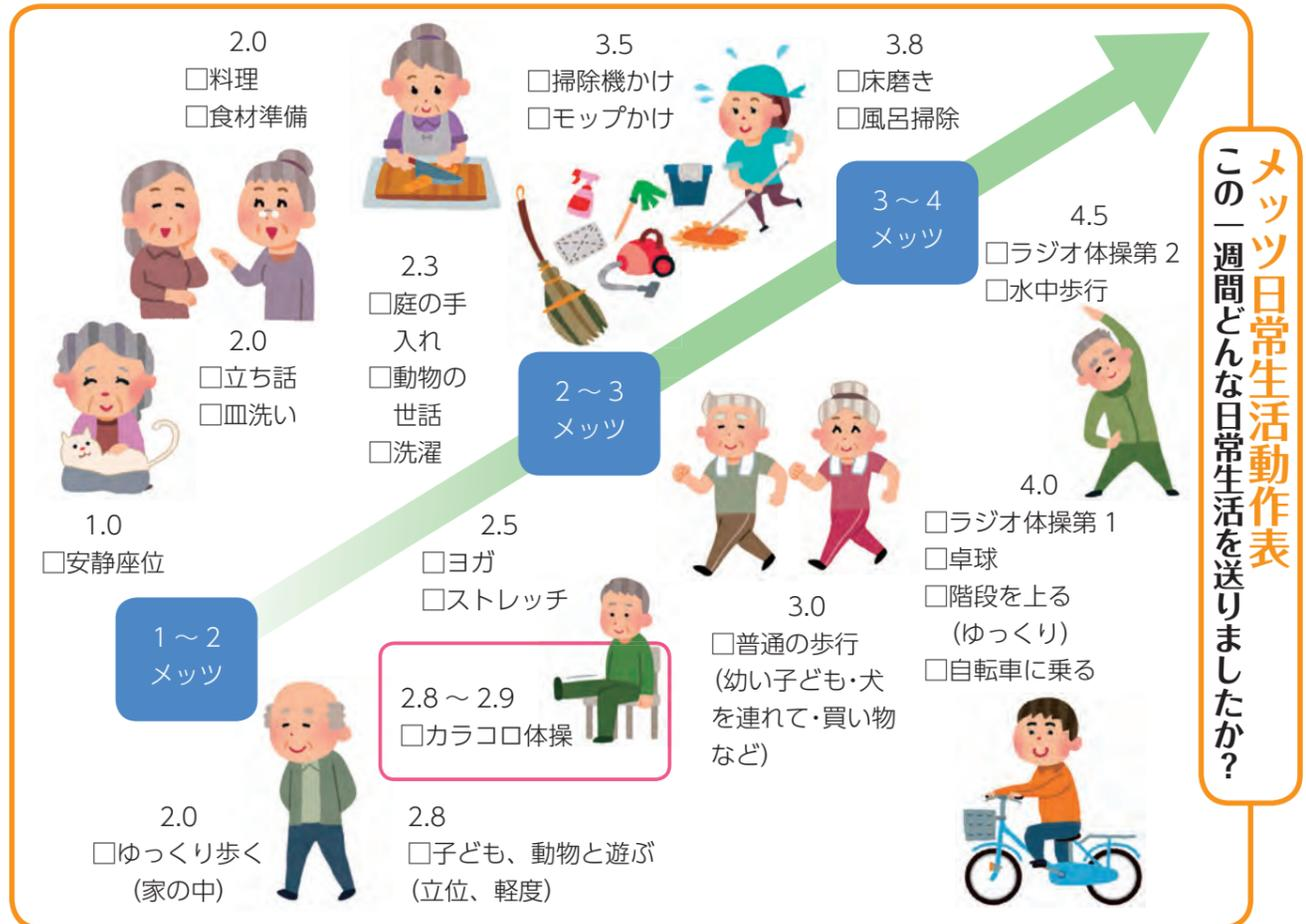 メッツ日常生活動作表
この一週間どんな日常生活を送りましたか？
2.0
□料理
□食材準備
3.5
□掃除機かけ
□モップかけ
3.8
□床磨き
□風呂掃除
3～4
メッツ
4.5
□ラジオ体操第2
□水中歩行
2.3
□庭の手
入れ
□動物の
世話
□洗濯
2.0
□立ち話
□皿洗い
2～3
メッツ
1.0
□安静座位
2.5
□ヨガ
□ストレッチ
4.0
□ラジオ体操第1
□卓球
□階段を上る
(ゆっくり)
□自転車に乗る
1～2
メッツ
2.8～2.9
□カラコロ体操
3.0
□普通の歩行
(幼い子ども・犬
を連れて・買い物
など)
2.0
□ゆっくり歩く
(家の中)
2.8
□子ども、動物と遊ぶ
(立位、軽度)